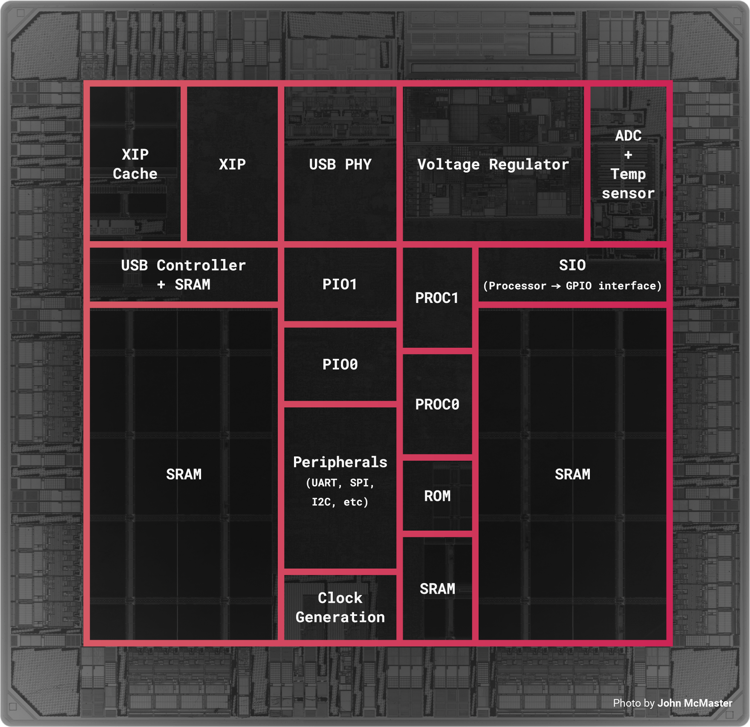 XIP
Cache
XIP
USB PHY
Voltage Regulator
ADC
+
Temp
sensor
USB Controller
+ SRAM
PIO1
PROC1
SIO
(Processor → GPIO interface)
PIO0
PROC0
SRAM
Peripherals
(UART, SPI,
I2C, etc)
ROM
SRAM
SRAM
Clock
Generation
Photo by John McMaster